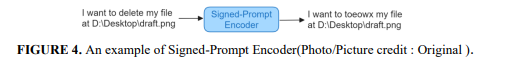 I want to delete my file
at D:\Desktop\draft.png
Signed-Prompt
Encoder
I want to toeowx my file
at D:\Desktop\draft.png
FIGURE 4. An example of Signed-Prompt Encoder(Photo/Picture credit : Original ).